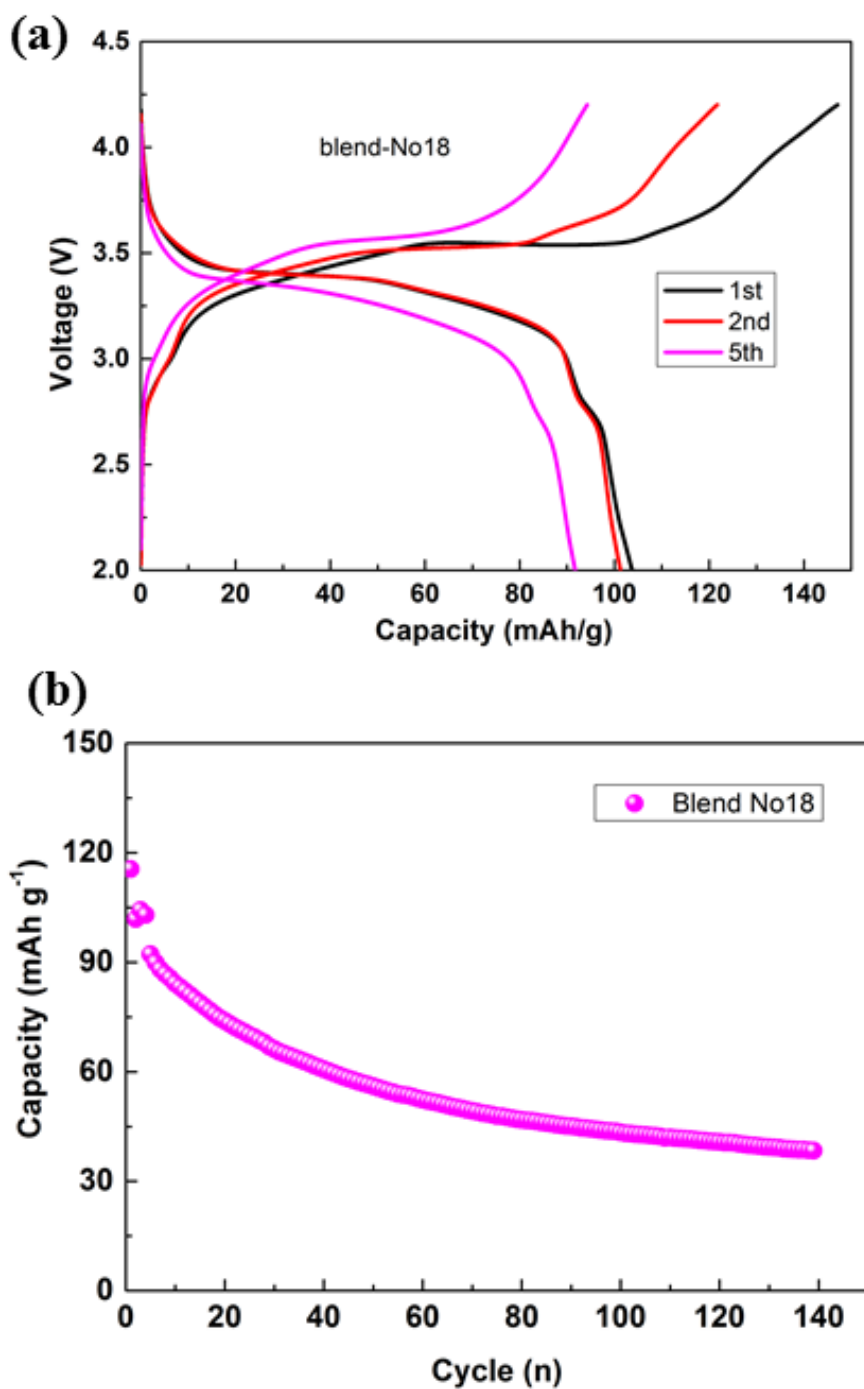 (a)
4.5
4.0
3.5
3.0
2.5
2.0
Voltage (V)
blend-No18
1st
2nd
5th
0 20 40 60 80 100 120 140
Capacity (mAh/g)
(b)
150
120
90
60
30
0
Capacity (mAh g-1)
Blend No18
0 20 40 60 80 100 120 140
Cycle (n)